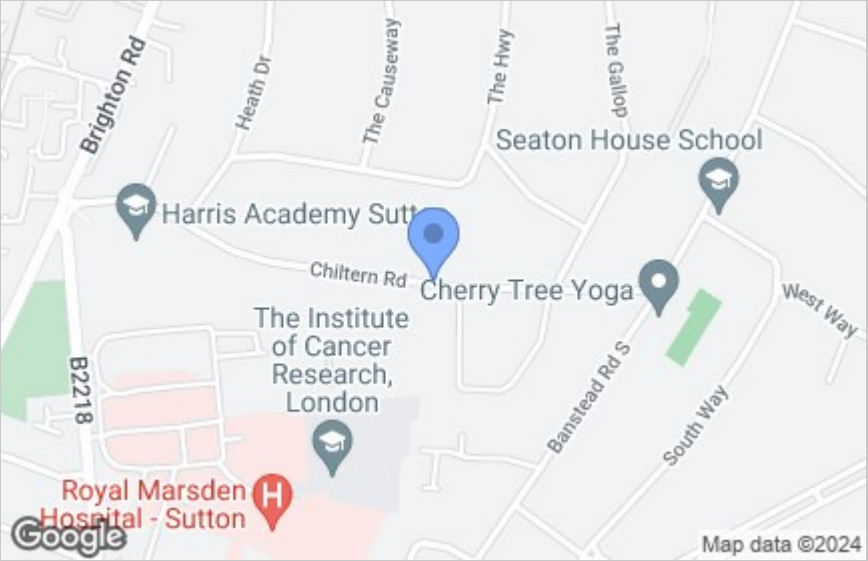 Brighton Rd
Heath Dr
The Causeway
The Hwy
The Gallop
Seaton House School
Harris Academy Sutt
Chiltern Rd
Cherry Tree Yoga
West Way
The Institute
of Cancer
Research,
London
B2218
Banstead Rd S
South Way
Royal Marsden
Hospital - Sutton
H
Google
Map data ©2024